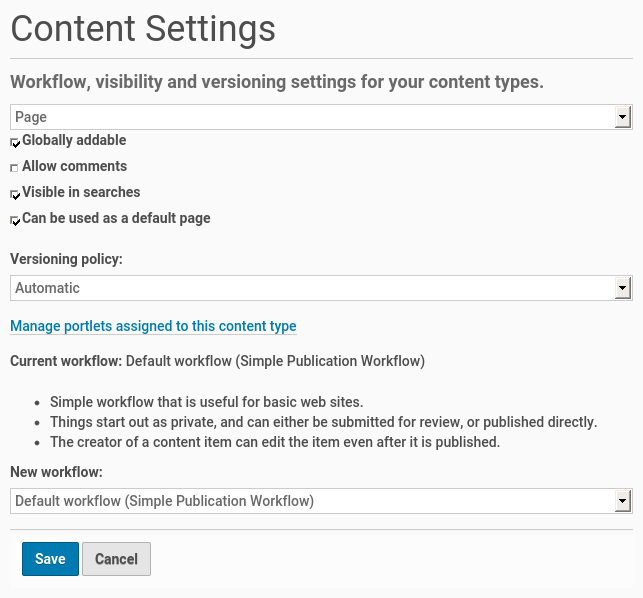 Content Settings
Workflow, visibility and versioning settings for your content types.
Page
Globally addable
Allow comments
Visible in searches
Can be used as a default page
Versioning policy:
Automatic
Manage portlets assigned to this content type
Current workflow: Default workflow (Simple Publication Workflow)
• Simple workflow that is useful for basic web sites.
• Things start out as private, and can either be submitted for review, or published directly.
• The creator of a content item can edit the item even after it is published.
New workflow:
Default workflow (Simple Publication Workflow)
Save Cancel